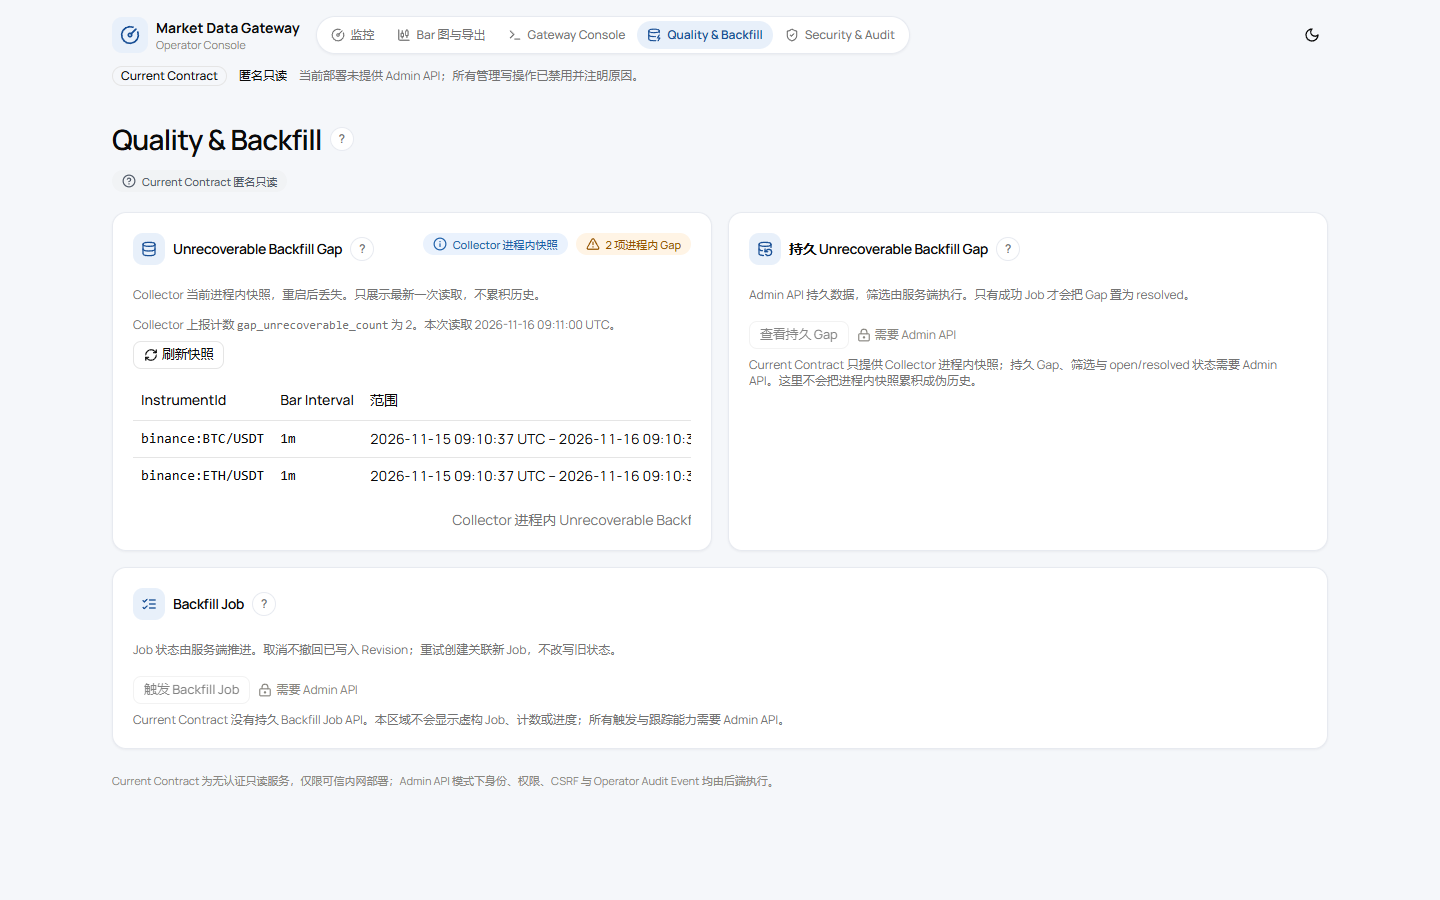 Market Data Gateway
Operator Console
监控
Bar 图与导出
Gateway Console
Quality & Backfill
Security & Audit
Current Contract
匿名只读
当前部署未提供 Admin API；所有管理写操作已禁用并注明原因。
Quality & Backfill
?
Current Contract 匿名只读
Unrecoverable Backfill Gap
?
Collector 进程内快照
2 项进程内 Gap
Collector 当前进程内快照，重启后丢失。只展示最新一次读取，不累积历史。
Collector 上报计数 gap_unrecoverable_count 为 2。本次读取 2026-11-16 09:11:00 UTC。
刷新快照
InstrumentId Bar Interval 范围
binance:BTC/USDT 1m 2026-11-15 09:10:37 UTC – 2026-11-16 09:10:3
binance:ETH/USDT 1m 2026-11-15 09:10:37 UTC – 2026-11-16 09:10:3
Collector 进程内 Unrecoverable Backf
持久 Unrecoverable Backfill Gap
?
Admin API 持久数据，筛选由服务端执行。只有成功 Job 才会把 Gap 置为 resolved。
查看持久 Gap
需要 Admin API
Current Contract 只提供 Collector 进程内快照；持久 Gap、筛选与 open/resolved 状态需要 Admin
API。这里不会把进程内快照累积成伪历史。
Backfill Job
?
Job 状态由服务端推进。取消不撤回已写入 Revision；重试创建关联新 Job，不改写旧状态。
触发 Backfill Job
需要 Admin API
Current Contract 没有持久 Backfill Job API。本区域不会显示虚构 Job、计数或进度；所有触发与跟踪能力需要 Admin API。
Current Contract 为无认证只读服务，仅限可信内网部署；Admin API 模式下身份、权限、CSRF 与 Operator Audit Event 均由后端执行。